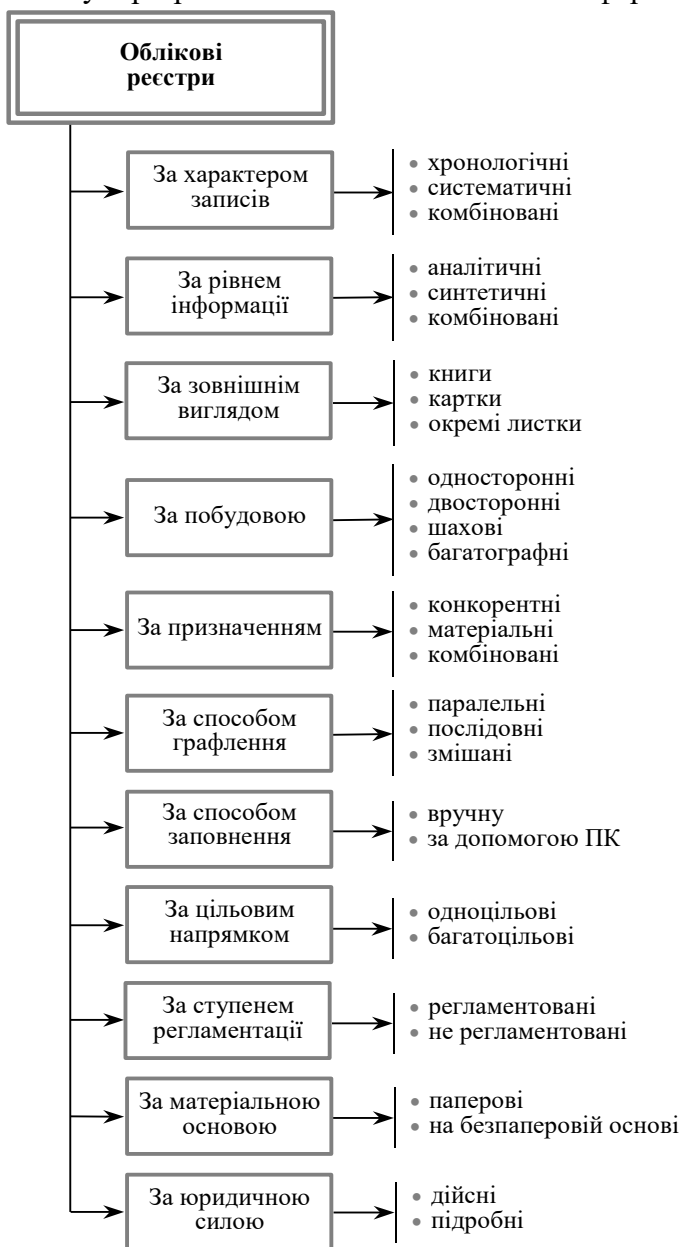 Облікові
реєстри
За характером
записів
• хронологічні
• систематичні
• комбіновані
За рівнем
інформації
• аналітичні
• синтетичні
• комбіновані
За зовнішнім
виглядом
• книги
• картки
• окремі листки
За побудовою
• односторонні
• двосторонні
• шахові
• багатографні
За призначенням
• конкорентні
• матеріальні
• комбіновані
За способом
графлення
• паралельні
• послідовні
• змішані
За способом
заповнення
• вручну
• за допомогою ПК
За цільовим
напрямком
• одноцільові
• багатоцільові
За ступенем
регламентації
• регламентовані
• не регламентовані
За матеріальною
основою
• паперові
• на безпаперовій основі
За юридичною
силою
• дійсні
• підробні